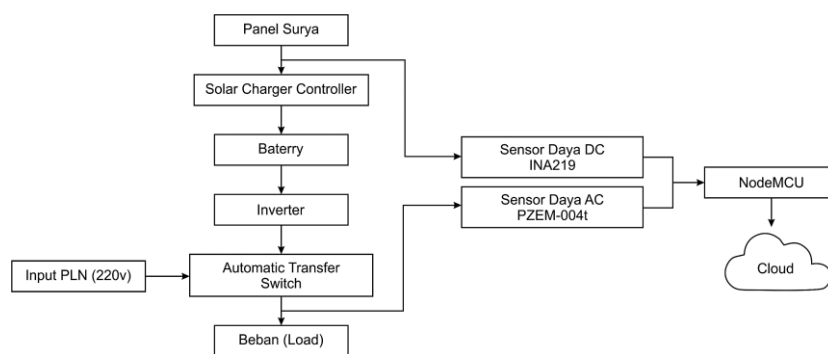 Panel Surya
Solar Charger Controller
Baterry
Inverter
Input PLN (220v)
Automatic Transfer
Switch
Beban (Load)
Sensor Daya DC
INA219
Sensor Daya AC
PZEM-004t
NodeMCU
Cloud